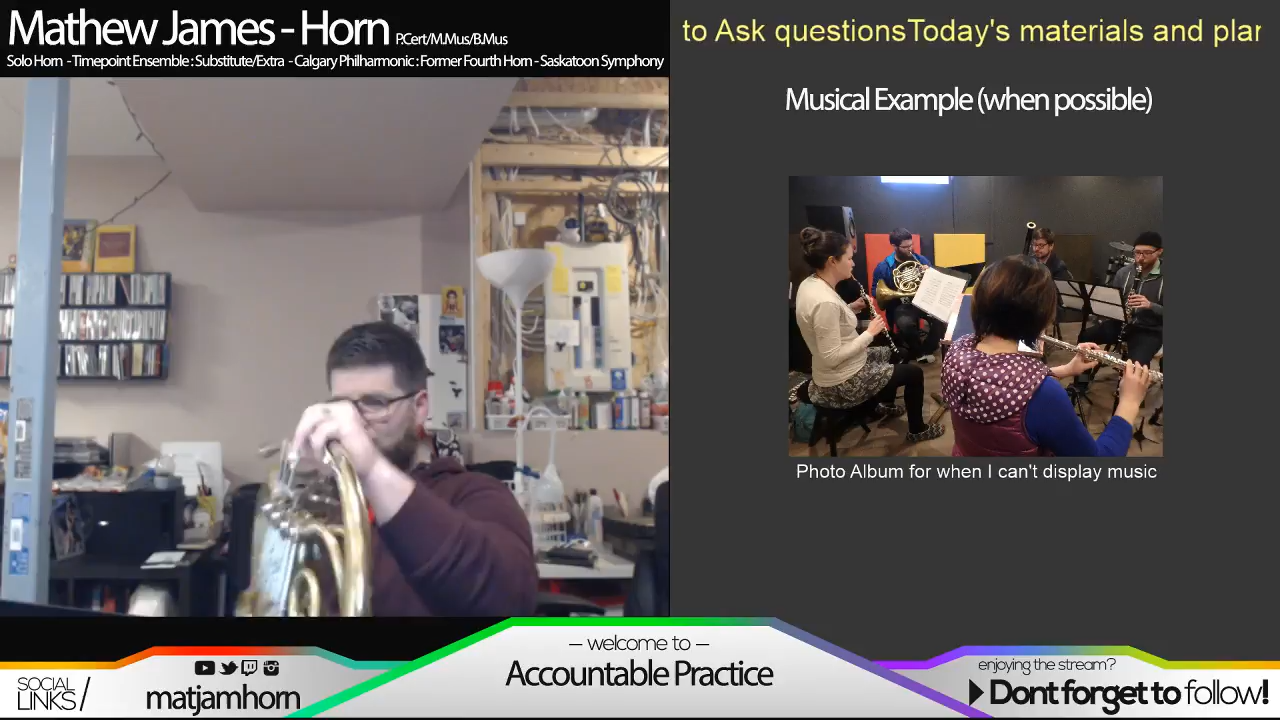 Mathew James - Horn P.Cert/M.Mus/B.Mus
Solo Horn - Timepoint Ensemble : Substitute/Extra - Calgary Philharmonic : Former Fourth Horn - Saskatoon Symphony
to Ask questionsToday's materials and plan
Musical Example (when possible)
Photo Album for when I can't display music
SOCIAL
LINKS /
matjamhorn
– welcome to –
Accountable Practice
enjoying the stream?
Dont forget to follow!